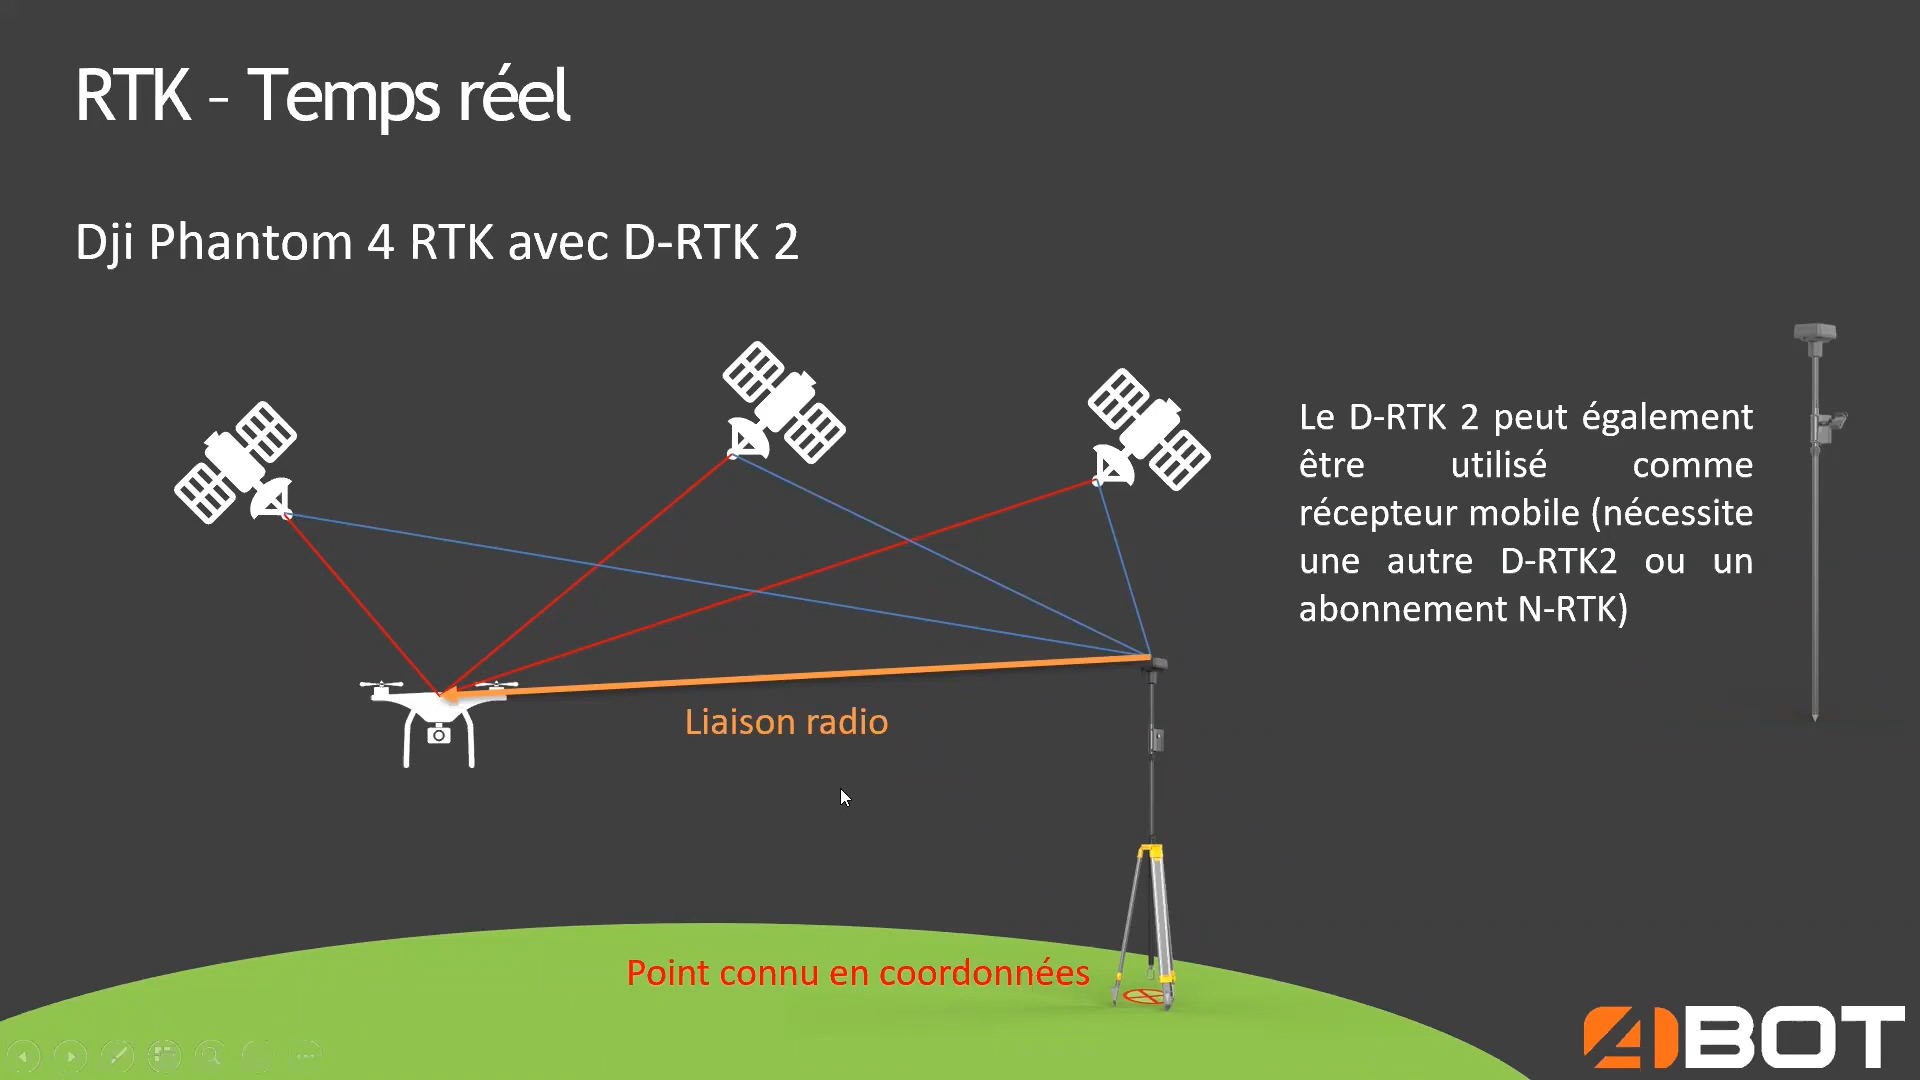 RTK - Temps réel
Dji Phantom 4 RTK avec D-RTK 2
Le D-RTK 2 peut également
être utilisé comme
récepteur mobile (nécessite
une autre D-RTK2 ou un
abonnement N-RTK)
Liaison radio
Point connu en coordonnées
ABOT